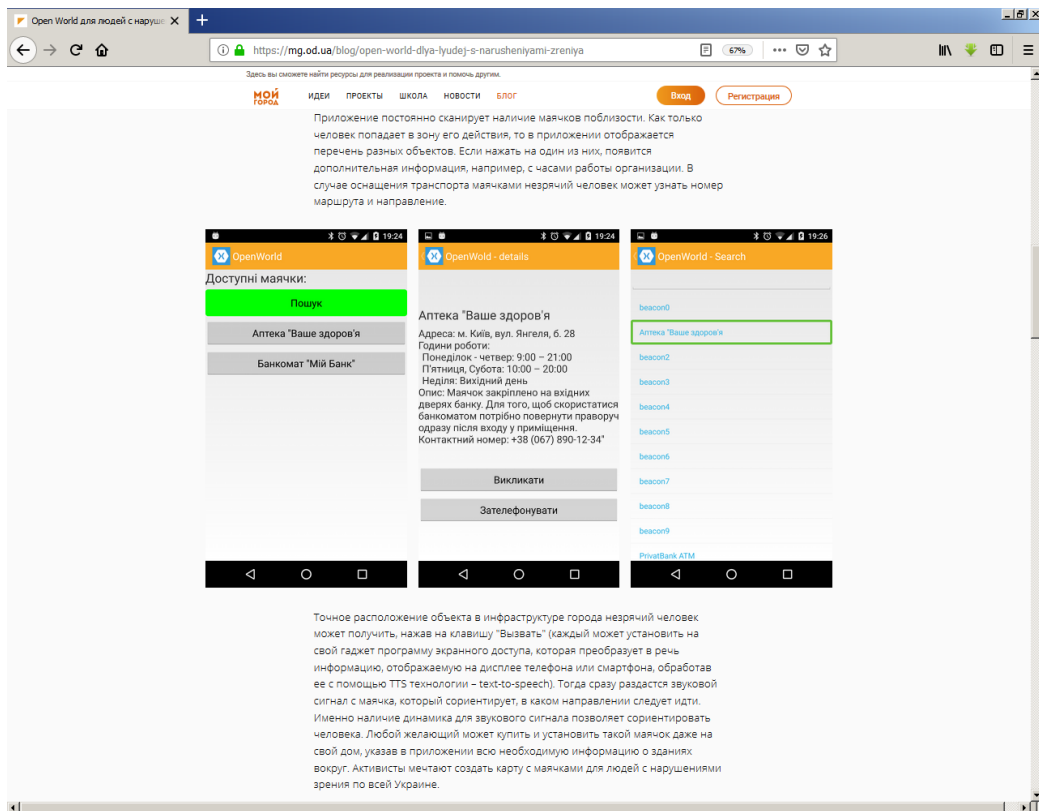 Open World для людей с наруше
https://mg.od.ua/blog/open-world-dlya-lyudej-s-narusheniyami-zreniya
67%
Здесь вы сможете найти ресурсы для реализации проекта и помочь другим.
МОЙ ГОРОД
ИДЕИ ПРОЕКТЫ ШКОЛА НОВОСТИ БЛОГ
Вход
Регистрация
Приложение постоянно сканирует наличие маячков поблизости. Как только
человек попадает в зону его действия, то в приложении отображается
перечень разных объектов. Если нажать на один из них, появится
дополнительная информация, например, с часами работы организации. В
случае оснащения транспорта маячками незрячий человек может узнать номер
маршрута и направление.
19:24
OpenWorld
Доступні маячки:
Пошук
Аптека "Ваше здоров'я
Банкомат "Мій Банк"
19:24
OpenWold - details
Аптека "Ваше здоров'я
Адреса: м. Київ, вул. Янгеля, б. 28
Години роботи:
Понеділок - четвер: 9:00 – 21:00
П'ятниця, Субота: 10:00 – 20:00
Неділя: Вихідний день
Опис: Маячок закріплено на вхідних
дверях банку. Для того, щоб скористатися
банкоматом потрібно повернути праворуч
одразу після входу у приміщення.
Контактний номер: +38 (067) 890-12-34"
Викликати
Зателефонувати
19:26
OpenWorld - Search
beacon0
Аптека "Ваше здоров'я
beacon2
beacon3
beacon4
beacon5
beacon6
beacon7
beacon8
beacon9
PrivatBank ATM
Точное расположение объекта в инфраструктуре города незрячий человек
может получить, нажав на клавишу "Вызвать" (каждый может установить на
свой гаджет программу экранного доступа, которая преобразует в речь
информацию, отображаемую на дисплее телефона или смартфона, обработав
ее с помощью TTS технологии – text-to-speech). Тогда сразу раздастся звуковой
сигнал с маячка, который сориентирует, в каком направлении следует идти.
Именно наличие динамика для звукового сигнала позволяет сориентировать
человека. Любой желающий может купить и установить такой маячок даже на
свой дом, указав в приложении всю необходимую информацию о зданиях
вокруг. Активисты мечтают создать карту с маячками для людей с нарушениями
зрения по всей Украине.